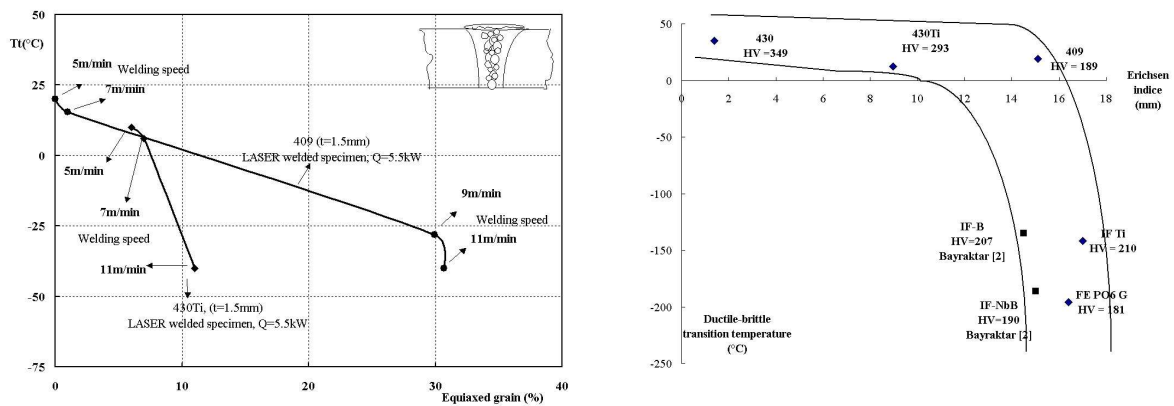 50
Tt(°C)
25
0
-25
-50
-75
0
10
20
30
40
Equiaxed grain (%)
5m/min
Welding speed
7m/min
409 (t=1.5mm)
LASER welded specimen, Q=5.5kW
5m/min
7m/min
Welding speed
11m/min
430Ti, (t=1.5mm)
LASER welded specimen, Q=5.5kW
9m/min
Welding speed
11m/min
50
0
-50
-100
-150
-200
-250
0
2
4
6
8
10
12
14
16
18
Erichsen
indice
(mm)
430
HV =349
430Ti
HV = 293
409
HV = 189
IF-B
HV=207
Bayraktar [2]
IF Ti
HV = 210
FE PO6 G
HV = 181
IF-NbB
HV=190
Bayraktar [2]
Ductile-brittle
transition temperature
(°C)